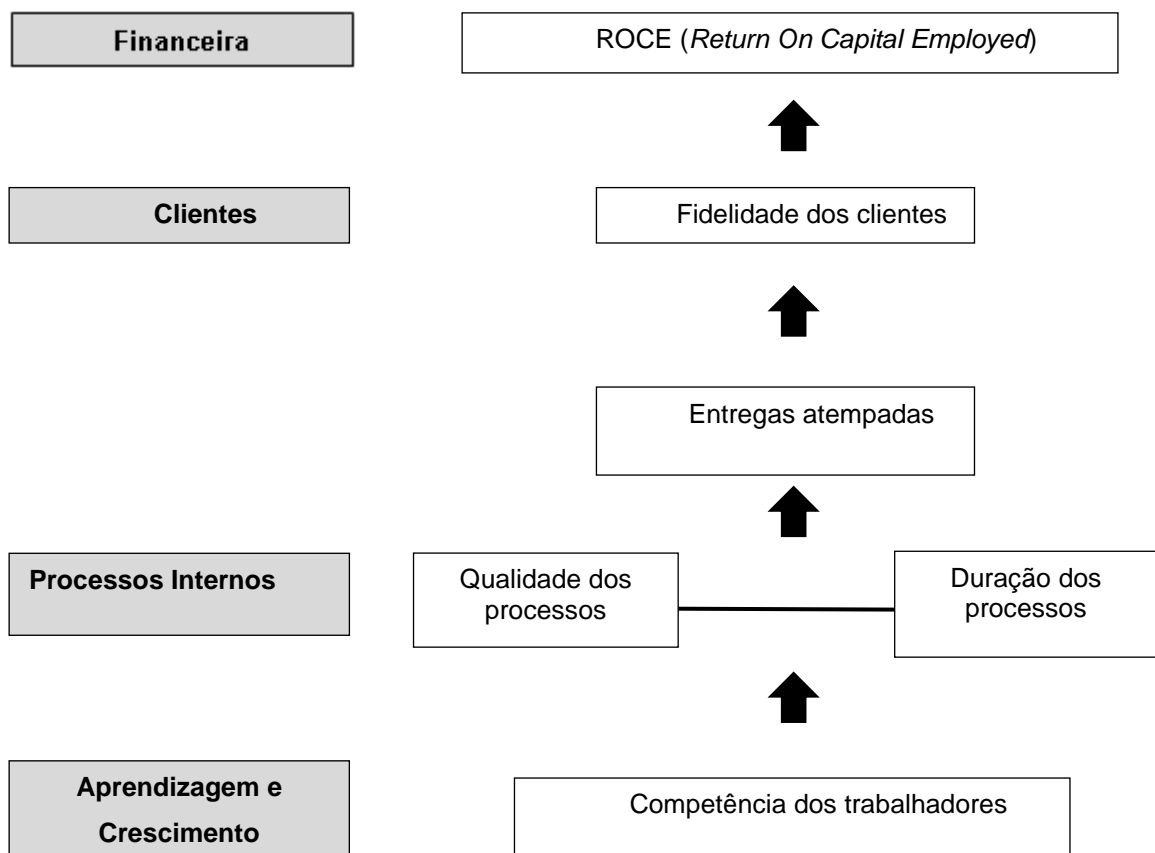 Financeira
ROCE (Return On Capital Employed)
Clientes
Fidelidade dos clientes
Entregas atempadas
Processos Internos
Qualidade dos
processos
Duração dos
processos
Aprendizagem e
Crescimento
Competência dos trabalhadores